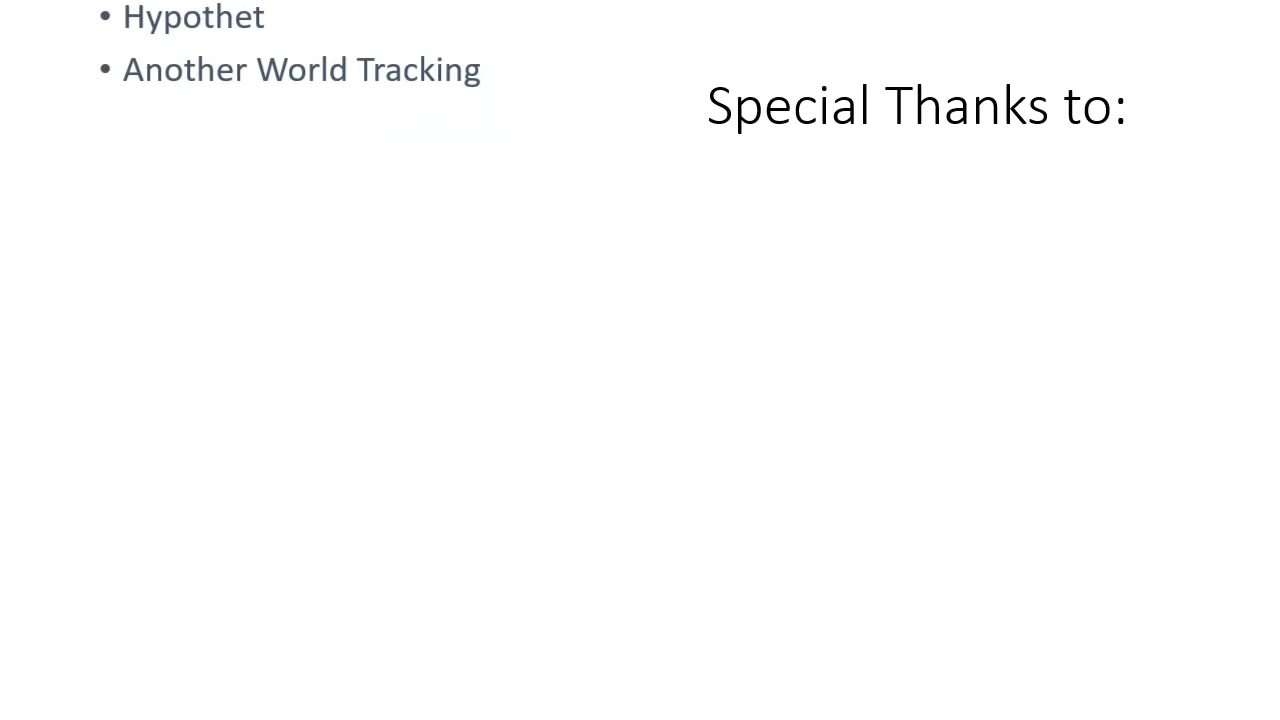 • Hypothet
• Another World Tracking
Special Thanks to: